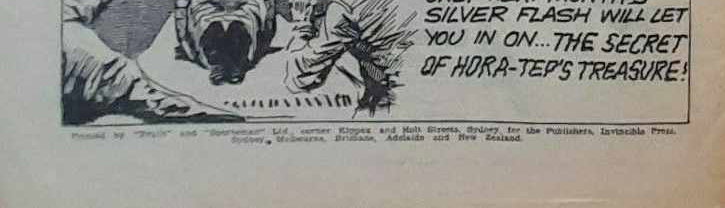 SILVER FLASH WILL LET
YOU IN ON...THE SECRET
OF HORA-TEP'S TREASURE!
Printed by "Truth" and "Sportsman" Ltd., corner Kippax and Holt Streets, Sydney, for the Publishers, Invincible Press,
Sydney, Melbourne, Brisbane, Adelaide and New Zealand.